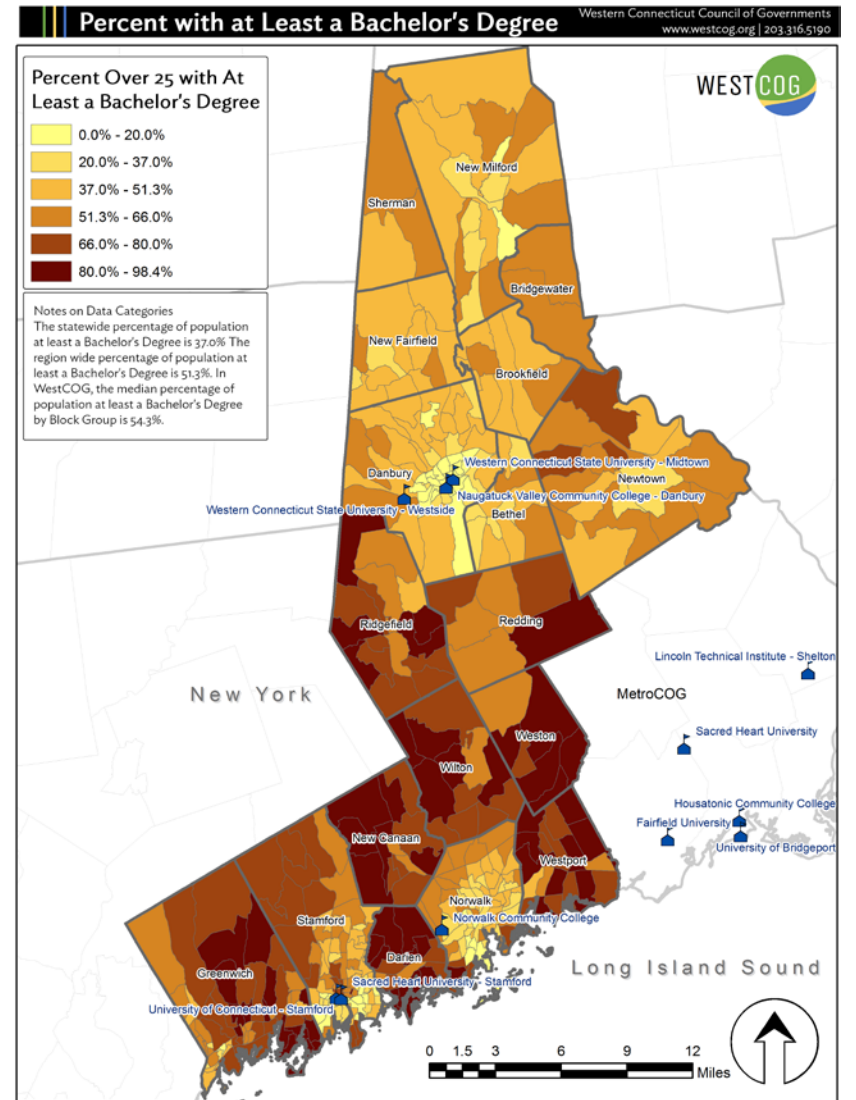 Percent with at Least a Bachelor's Degree
Western Connecticut Council of Governments
www.westcog.org | 203.316.5190
Percent Over 25 with At
Least a Bachelor's Degree
0.0% - 20.0%
20.0% - 37.0%
37.0% - 51.3%
51.3% - 66.0%
66.0% - 80.0%
80.0% - 98.4%
Notes on Data Categories
The statewide percentage of population
at least a Bachelor's Degree is 37.0% The
region wide percentage of population at
least a Bachelor's Degree is 51.3%. In
WestCOG, the median percentage of
population at least a Bachelor's Degree
by Block Group is 54.3%.
WESTCOG
New Milford
Sherman
Bridgewater
New Fairfield
Brookfield
Danbury
Western Connecticut State University - Midtown
Newtown
Naugatuck Valley Community College - Danbury
Western Connecticut State University - Westside
Bethel
Ridgefield
Redding
Lincoln Technical Institute - Shelton
New York
MetroCOG
Sacred Heart University
Weston
Wilton
Housatonic Community College
Fairfield University
New Canaan
University of Bridgeport
Westport
Norwalk
Stamford
Norwalk Community College
Darien
Greenwich
Long Island Sound
Sacred Heart University - Stamford
University of Connecticut - Stamford
0 1.5 3 6 9 12
Miles